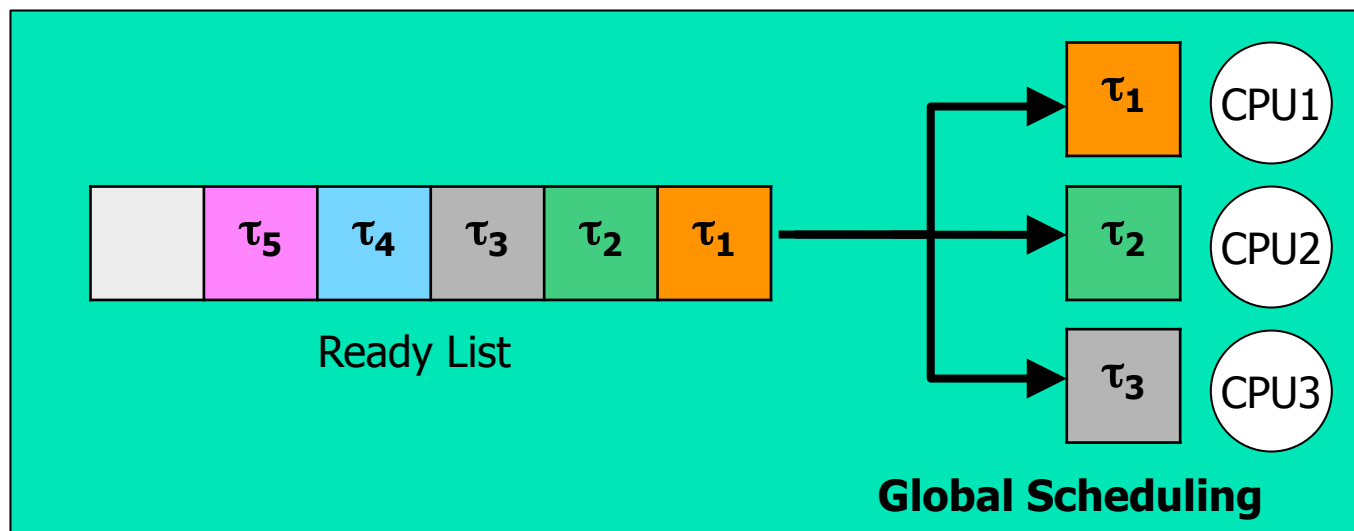 τ1 CPU1
τ5 τ4 τ3 τ2 τ1 τ2 CPU2
Ready List
τ3 CPU3
Global Scheduling